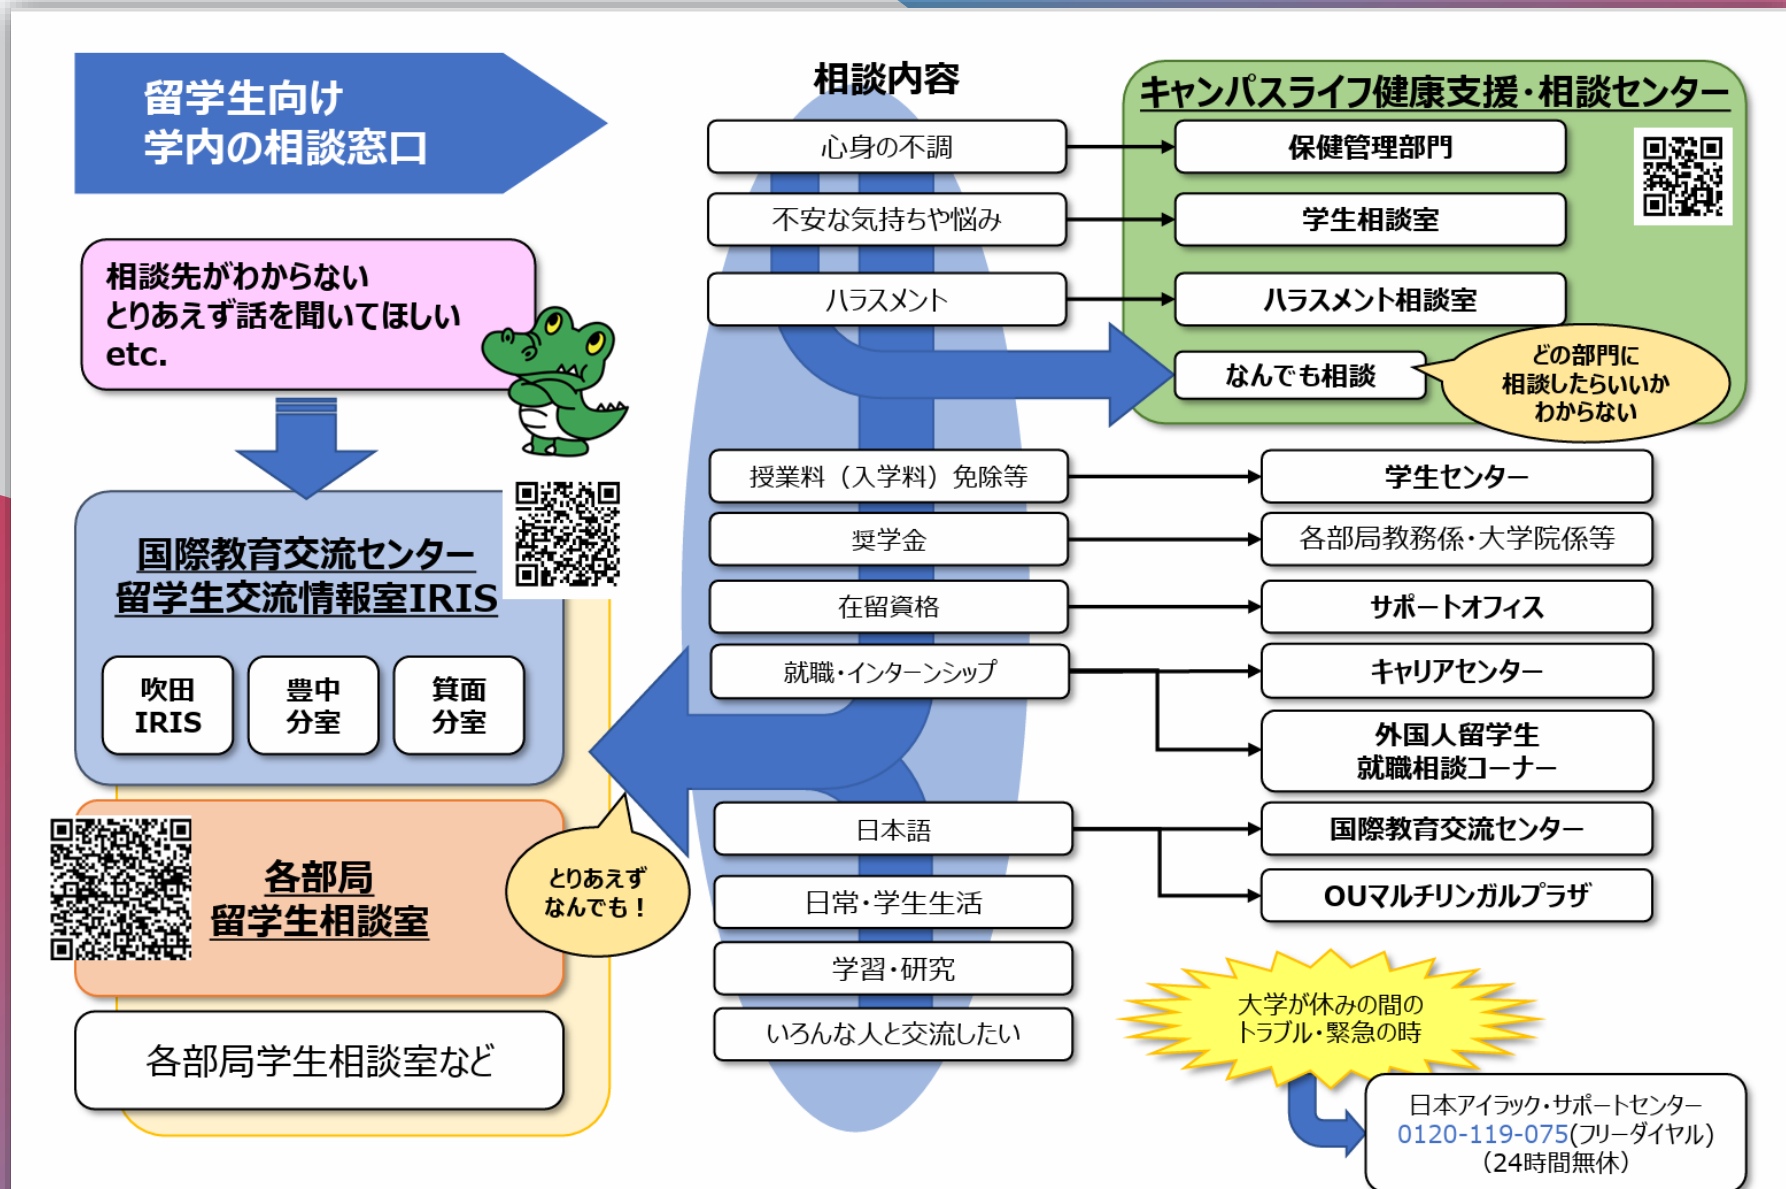 留学生向け
学内の相談窓口
相談先がわからない
とりあえず話を聞いてほしい
etc.
国際教育交流センター
留学生交流情報室IRIS
吹田
IRIS
豊中
分室
箕面
分室
各部局
留学生相談室
各部局学生相談室など
とりあえず
なんでも！
相談内容
心身の不調
不安な気持ちや悩み
ハラスメント
授業料（入学料）免除等
奨学金
在留資格
就職・インターンシップ
日本語
日常・学生生活
学習・研究
いろんな人と交流したい
キャンパスライフ健康支援・相談センター
保健管理部門
学生相談室
ハラスメント相談室
なんでも相談
どの部門に
相談したらいいか
わからない
学生センター
各部局教務係・大学院係等
サポートオフィス
キャリアセンター
外国人留学生
就職相談コーナー
国際教育交流センター
OUマルチリンガルプラザ
大学が休みの間の
トラブル・緊急の時
日本アイラック・サポートセンター
0120-119-075(フリーダイヤル)
（24時間無休）